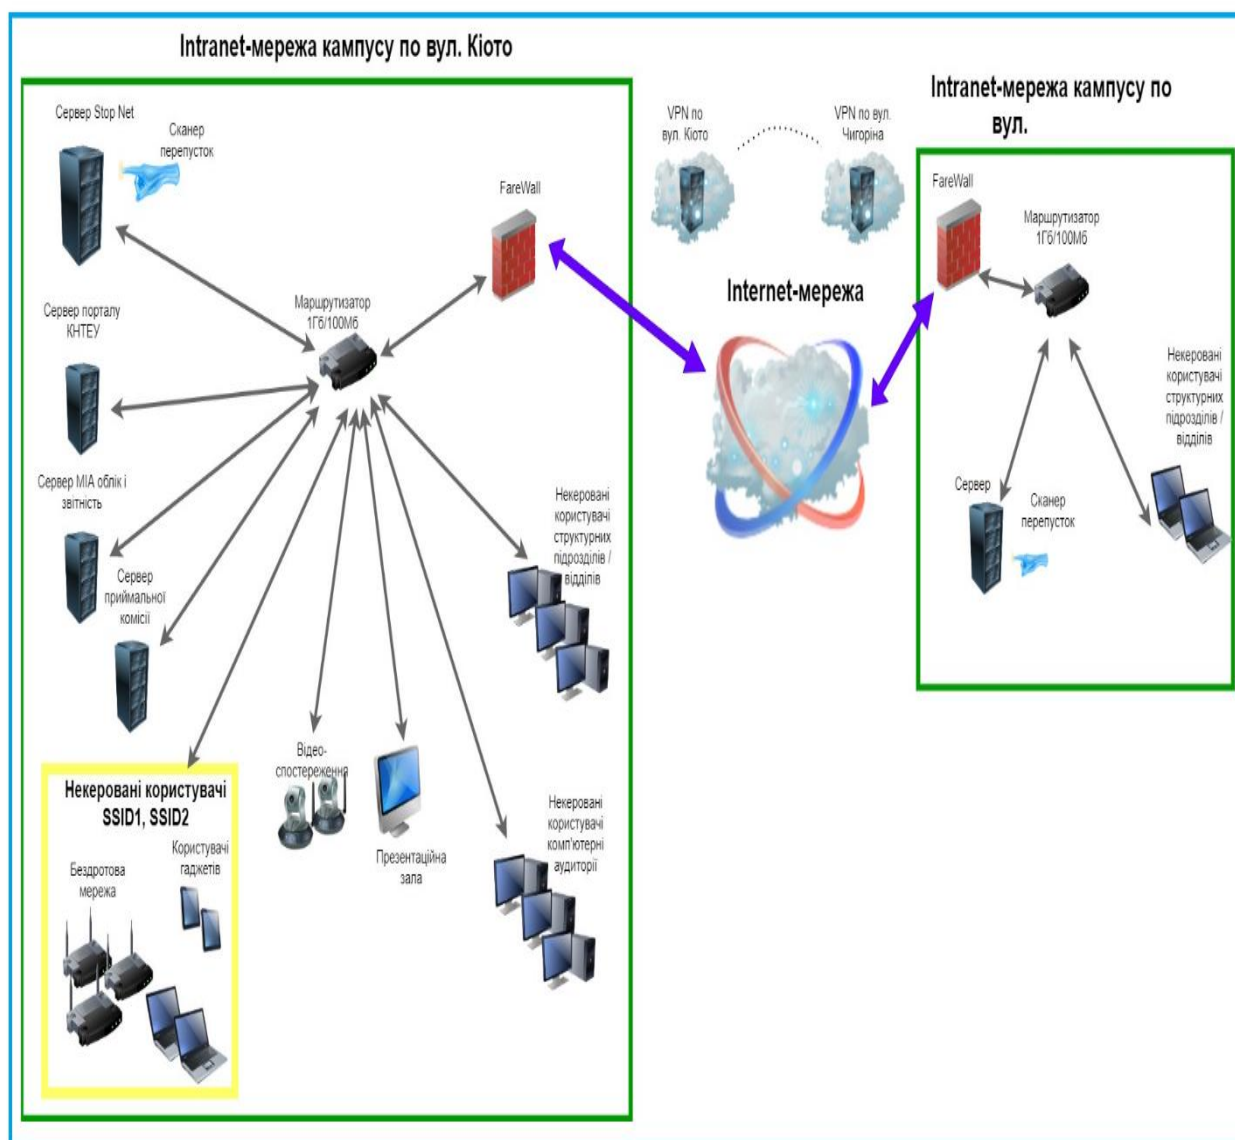 Intranet-мережа кампусу по вул. Кіото
Сервер Stop Net
Сканер
перепусток
FareWall
Маршрутизатор
1Гб/100Мб
Сервер порталу
КНТЕУ
Сервер МІА облік і
звітність
Сервер
приймальної
комісії
Некеровані
користувачі
структурних
підрозділів /
відділів
Некеровані користувачі
SSID1, SSID2
Бездротова
мережа
Користувачі
гаджетів
Відео-
спостереження
Презентаційна
зала
Некеровані
користувачі
комп'ютерні
аудиторії
VPN по
вул. Кіото
VPN по вул.
Чигоріна
Internet-мережа
Intranet-мережа кампусу по
вул.
FareWall
Маршрутизатор
1Гб/100Мб
Некеровані
користувачі
структурних
підрозділів /
відділів
Сервер
Сканер
перепусток